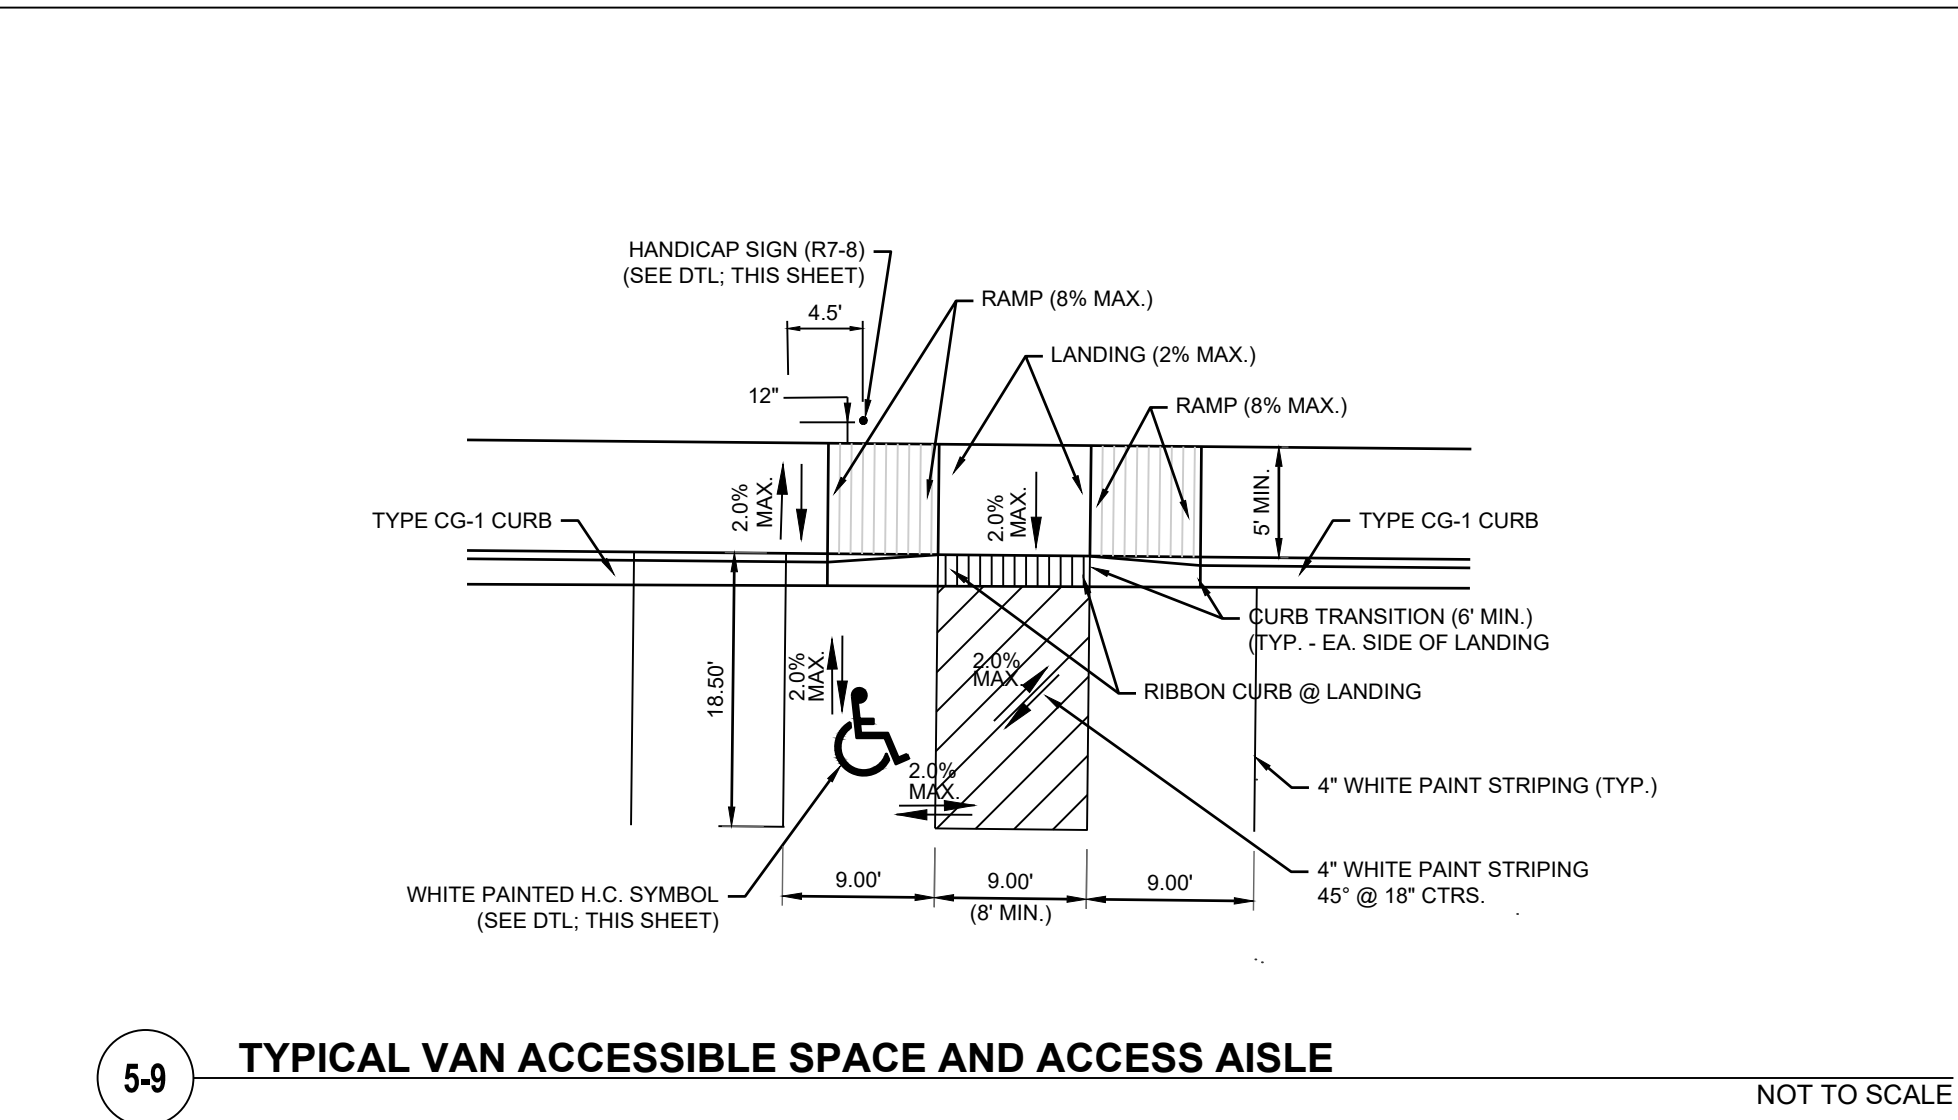 HANDICAP SIGN (R7-8)
(SEE DTL; THIS SHEET)
4.5'
RAMP (8% MAX.)
LANDING (2% MAX.)
12"
RAMP (8% MAX.)
2.0%
MAX.
2.0%
MAX.
5' MIN.
TYPE CG-1 CURB
TYPE CG-1 CURB
CURB TRANSITION (6' MIN.)
(TYP. - EA. SIDE OF LANDING
18.50'
2.0%
MAX.
2.0%
MAX.
RIBBON CURB @ LANDING
2.0%
MAX.
4" WHITE PAINT STRIPING (TYP.)
4" WHITE PAINT STRIPING
45° @ 18" CTRS.
WHITE PAINTED H.C. SYMBOL
(SEE DTL; THIS SHEET)
9.00'
9.00'
(8' MIN.)
9.00'
5-9
TYPICAL VAN ACCESSIBLE SPACE AND ACCESS AISLE
NOT TO SCALE